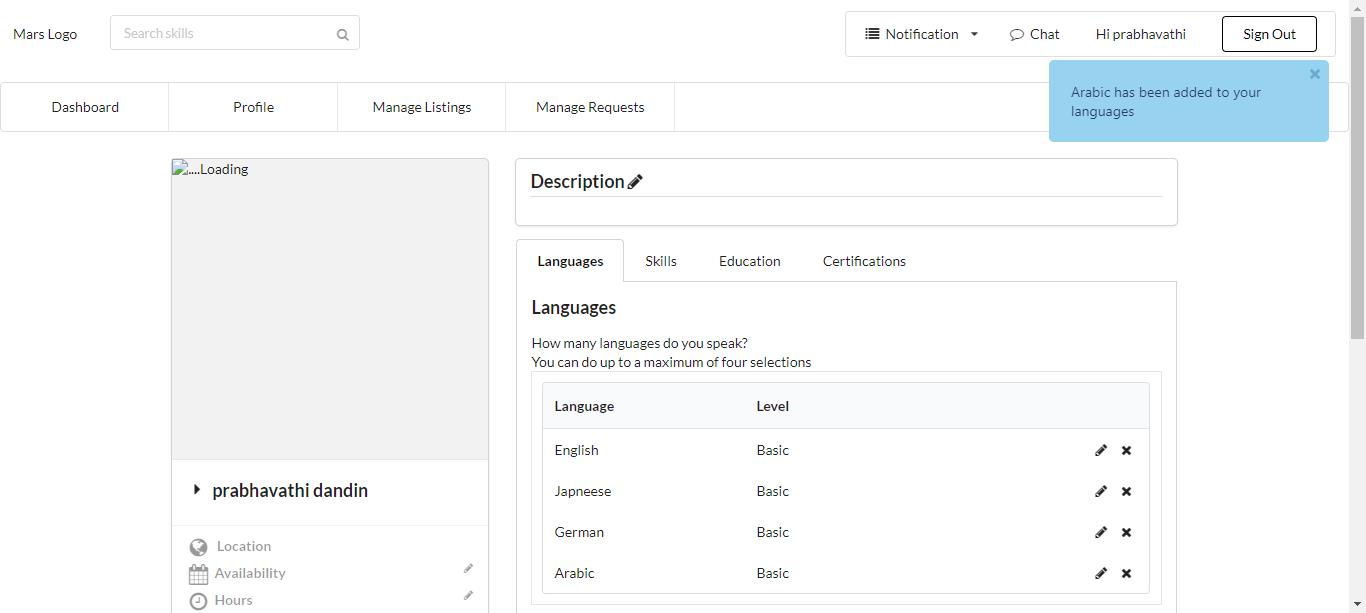 Mars Logo
Search skills
Notification
Chat
Hi prabhavathi
Sign Out
Arabic has been added to your
languages
Dashboard
Profile
Manage Listings
Manage Requests
....Loading
prabhavathi dandin
Location
Availability
Hours
Description
Languages
Skills
Education
Certifications
Languages
How many languages do you speak?
You can do up to a maximum of four selections
Language Level
English Basic
Japneese Basic
German Basic
Arabic Basic